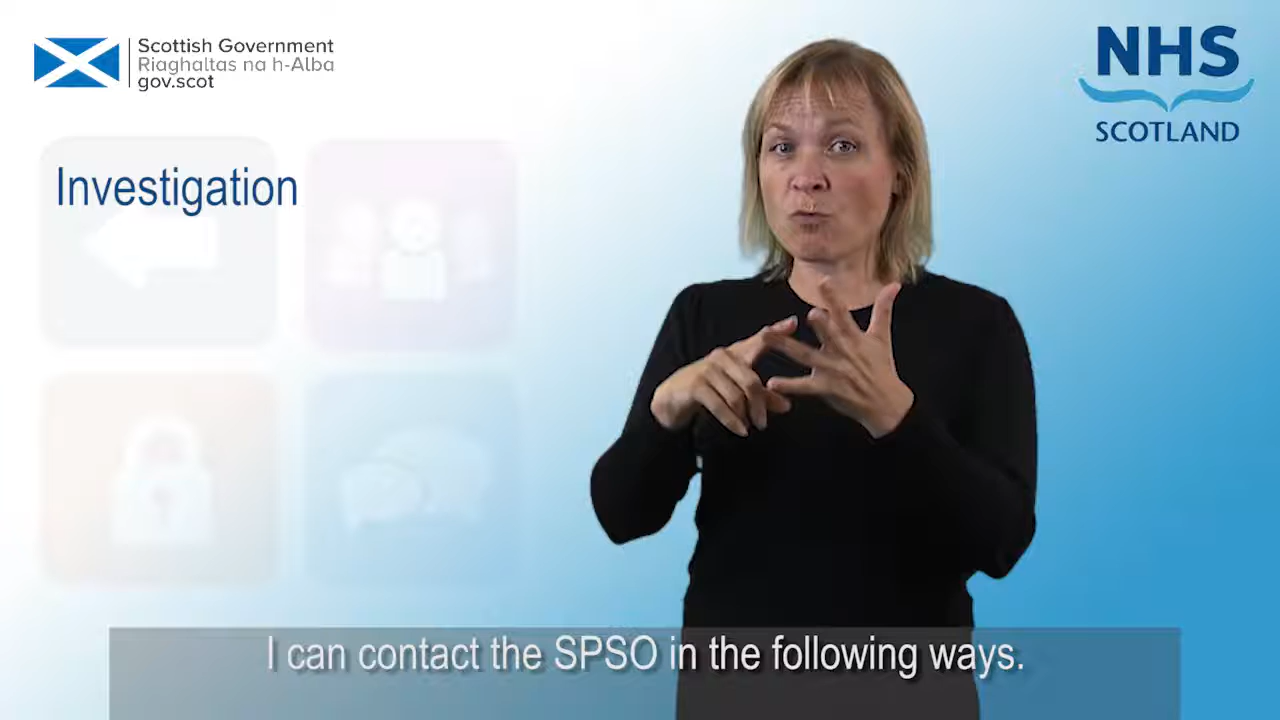 Scottish Government
Riaghaltas na h-Alba
gov.scot
NHS
SCOTLAND
Investigation
I can contact the SPSO in the following ways.